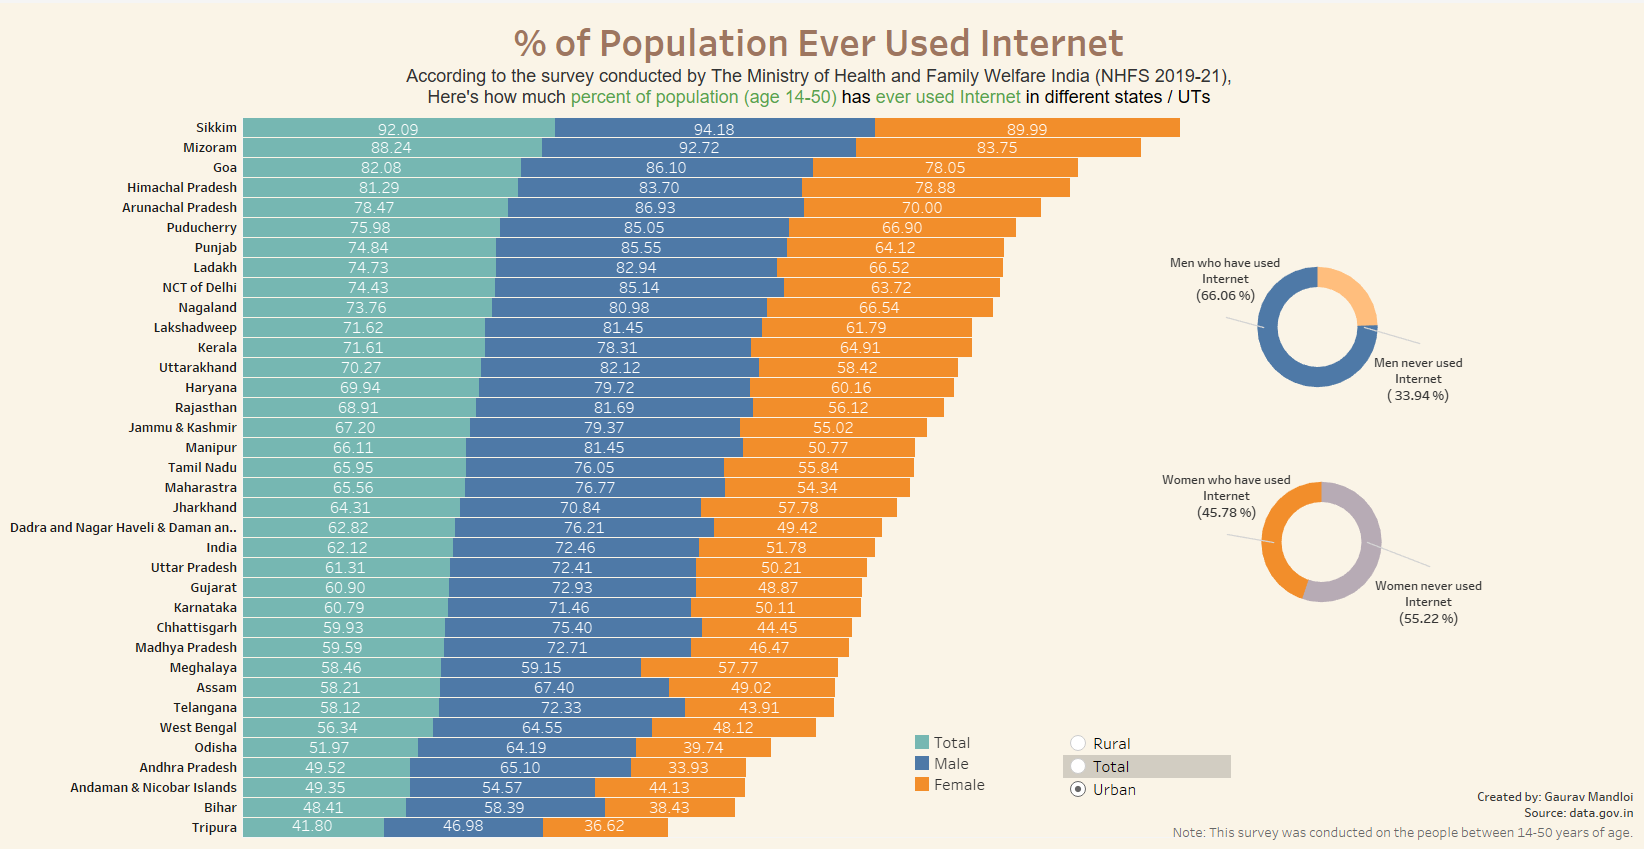 % of Population Ever Used Internet
According to the survey conducted by The Ministry of Health and Family Welfare India (NHFS 2019-21),
Here's how much percent of population (age 14-50) has ever used Internet in different states / UTs
Sikkim 92.09 94.18 89.99
Mizoram 88.24 92.72 83.75
Goa 82.08 86.10 78.05
Himachal Pradesh 81.29 83.70 78.88
Arunachal Pradesh 78.47 86.93 70.00
Puducherry 75.98 85.05 66.90
Punjab 74.84 85.55 64.12
Ladakh 74.73 82.94 66.52
NCT of Delhi 74.43 85.14 63.72
Nagaland 73.76 80.98 66.54
Lakshadweep 71.62 81.45 61.79
Kerala 71.61 78.31 64.91
Uttarakhand 70.27 82.12 58.42
Haryana 69.94 79.72 60.16
Rajasthan 68.91 81.69 56.12
Jammu & Kashmir 67.20 79.37 55.02
Manipur 66.11 81.45 50.77
Tamil Nadu 65.95 76.05 55.84
Maharastra 65.56 76.77 54.34
Jharkhand 64.31 70.84 57.78
Dadra and Nagar Haveli & Daman an.. 62.82 76.21 49.42
India 62.12 72.46 51.78
Uttar Pradesh 61.31 72.41 50.21
Gujarat 60.90 72.93 48.87
Karnataka 60.79 71.46 50.11
Chhattisgarh 59.93 75.40 44.45
Madhya Pradesh 59.59 72.71 46.47
Meghalaya 58.46 59.15 57.77
Assam 58.21 67.40 49.02
Telangana 58.12 72.33 43.91
West Bengal 56.34 64.55 48.12
Odisha 51.97 64.19 39.74
Andhra Pradesh 49.52 65.10 33.93
Andaman & Nicobar Islands 49.35 54.57 44.13
Bihar 48.41 58.39 38.43
Tripura 41.80 46.98 36.62
Men who have used
Internet
(66.06 %)
Men never used
Internet
( 33.94 %)
Women who have used
Internet
(45.78 %)
Women never used
Internet
(55.22 %)
Total
Male
Female
Rural
Total
Urban
Created by: Gaurav Mandloi
Source: data.gov.in
Note: This survey was conducted on the people between 14-50 years of age.